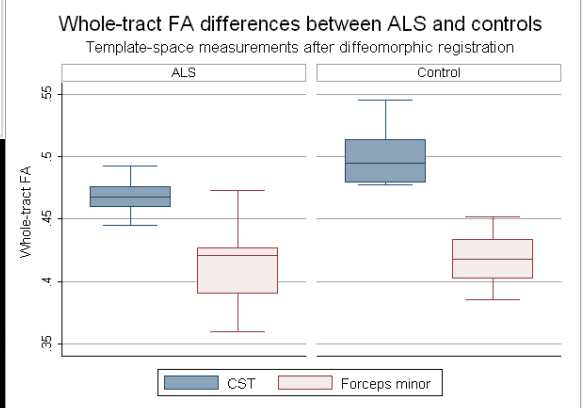 Whole-tract FA differences between ALS and controls
Template-space measurements after diffeomorphic registration
ALS
Control
Whole-tract FA
.55
.5
.45
.4
.35
CST
Forceps minor